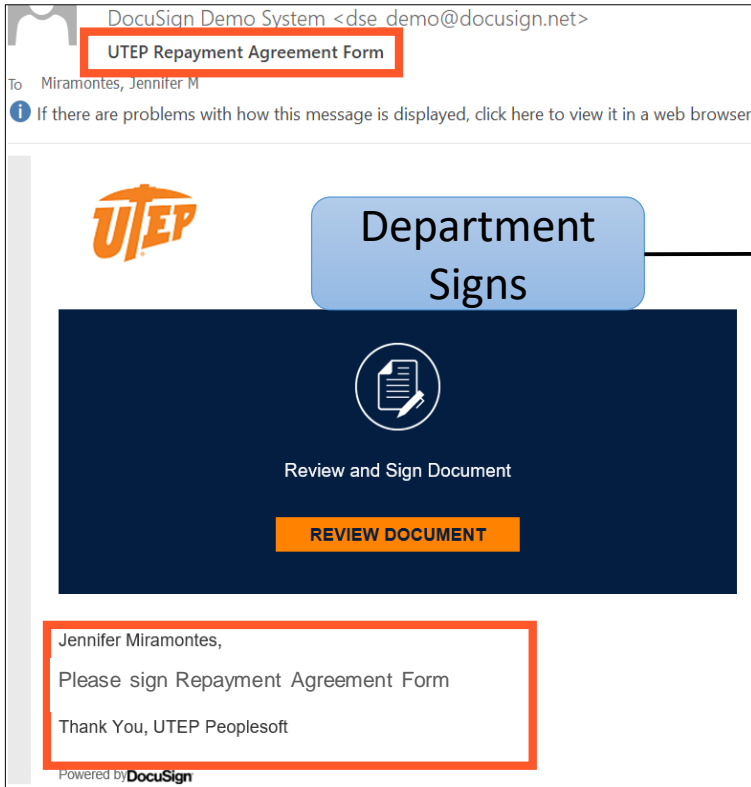 DocuSign Demo System <dse_demo@docusign.net>
UTEP Repayment Agreement Form
To Miramontes, Jennifer M
i If there are problems with how this message is displayed, click here to view it in a web browser
UTEP
Department
Signs
Review and Sign Document
REVIEW DOCUMENT
Jennifer Miramontes,
Please sign Repayment Agreement Form
Thank You, UTEP Peoplesoft
Powered by DocuSign